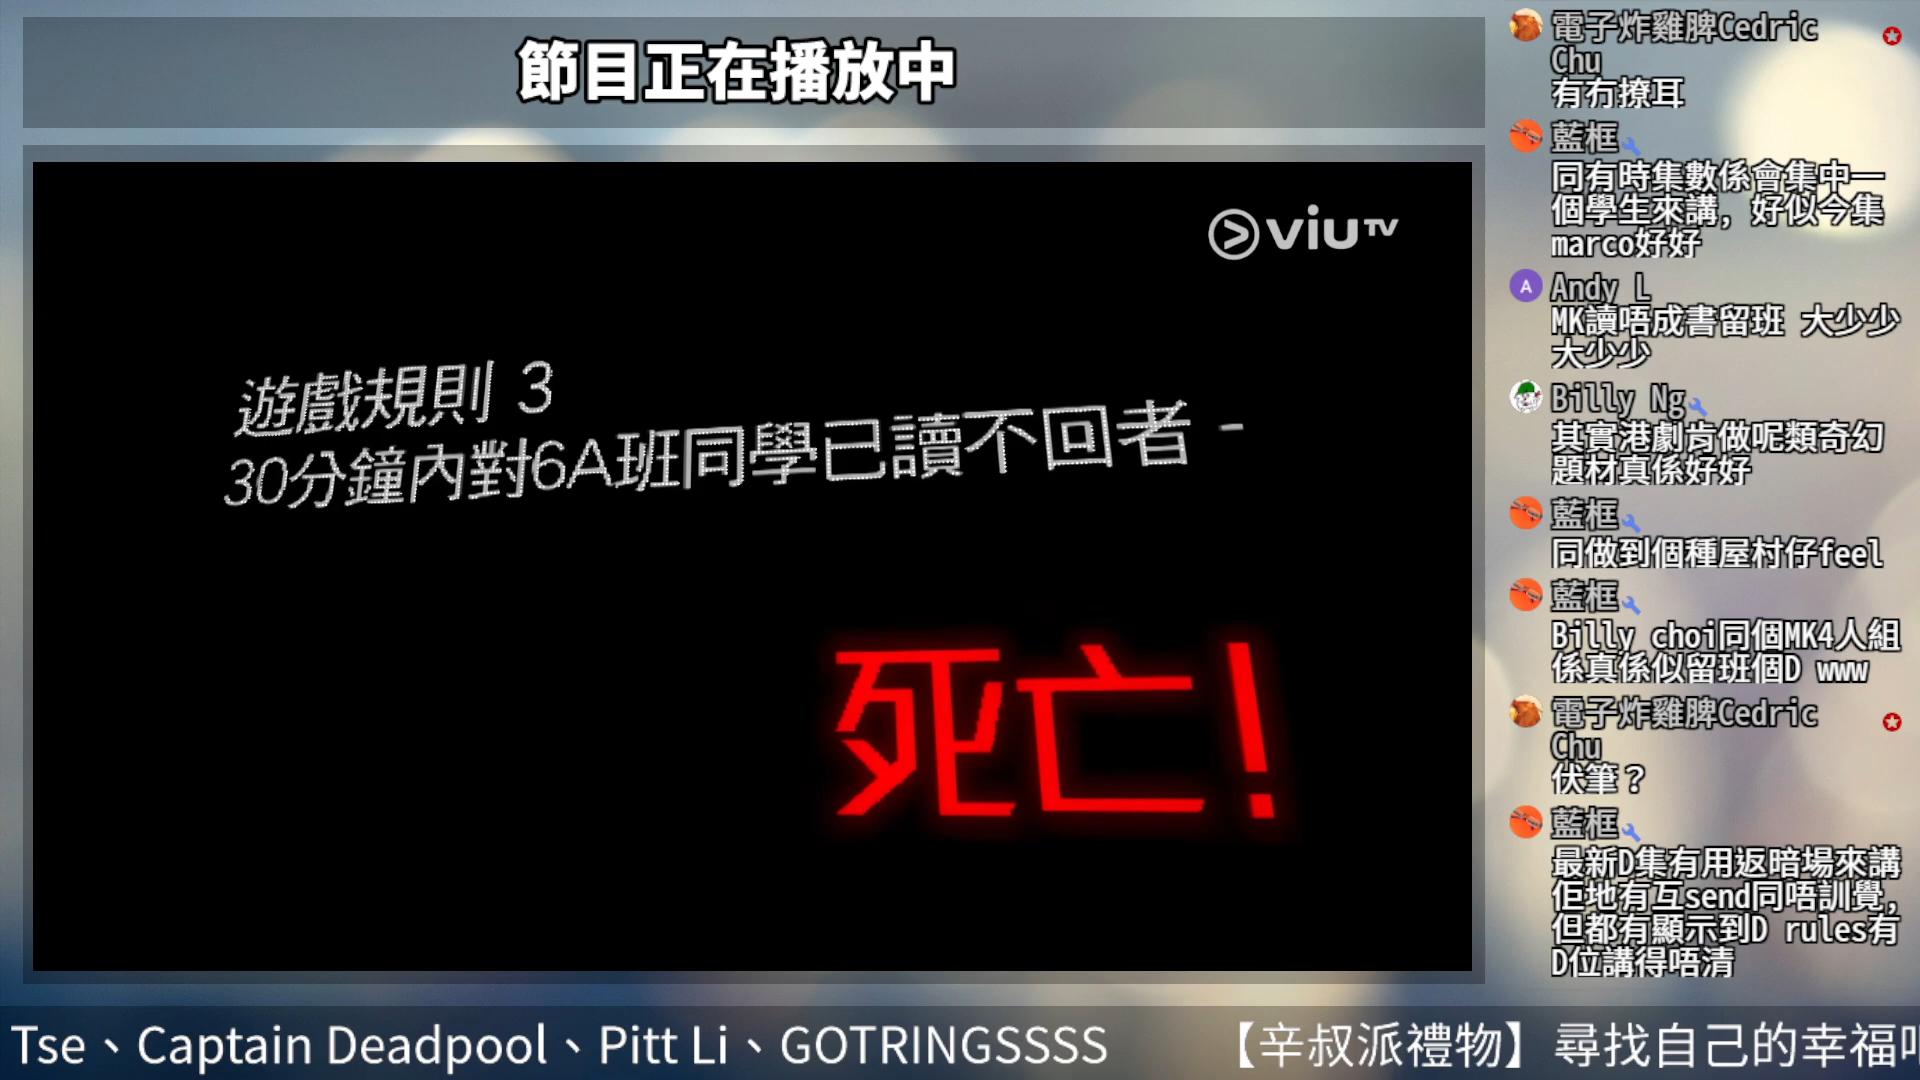 節目正在播放中
viuTV
遊戲規則 3
30分鐘內對6A班同學已讀不回者 -
死亡!
電子炸雞脾Cedric
Chu
有冇撩耳
藍框
同有時集數係會集中一
個學生來講，好似今集
marco好好
A
Andy L
MK讀唔成書留班 大少少
大少少
Billy Ng
其實港劇肯做呢類奇幻
題材真係好好
藍框
同做到個種屋村仔feel
藍框
Billy choi同個MK4人組
係真係似留班個D www
電子炸雞脾Cedric
Chu
伏筆？
藍框
最新D集有用返暗場來講
佢地有互send同唔訓覺，
但都有顯示到D rules有
D位講得唔清
Tse、Captain Deadpool、Pitt Li、GOTRINGSSSS 【辛叔派禮物】尋找自己的幸福